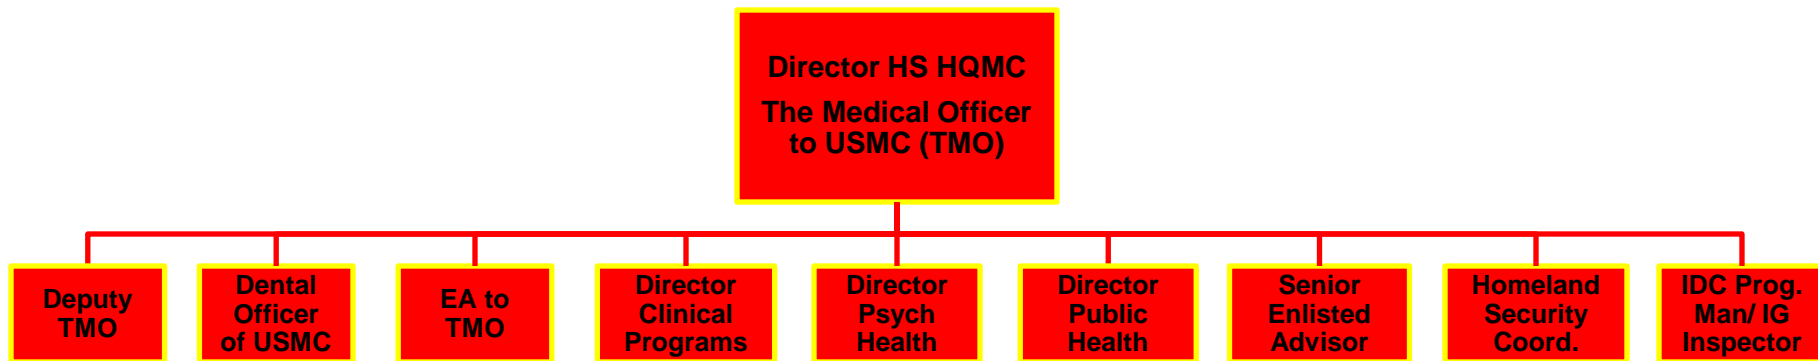 Director HS HQMC
The Medical Officer
to USMC (TMO)
Deputy
TMO
Dental
Officer
of USMC
EA to
TMO
Director
Clinical
Programs
Director
Psych
Health
Director
Public
Health
Senior
Enlisted
Advisor
Homeland
Security
Coord.
IDC Prog.
Man/ IG
Inspector